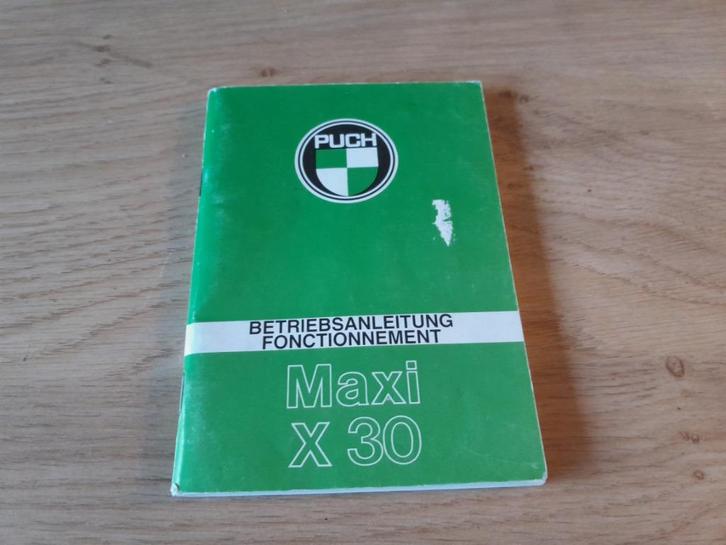 PUCH
BETRIEBSANLEITUNG
FONCTIONNEMENT
Maxi
X 30